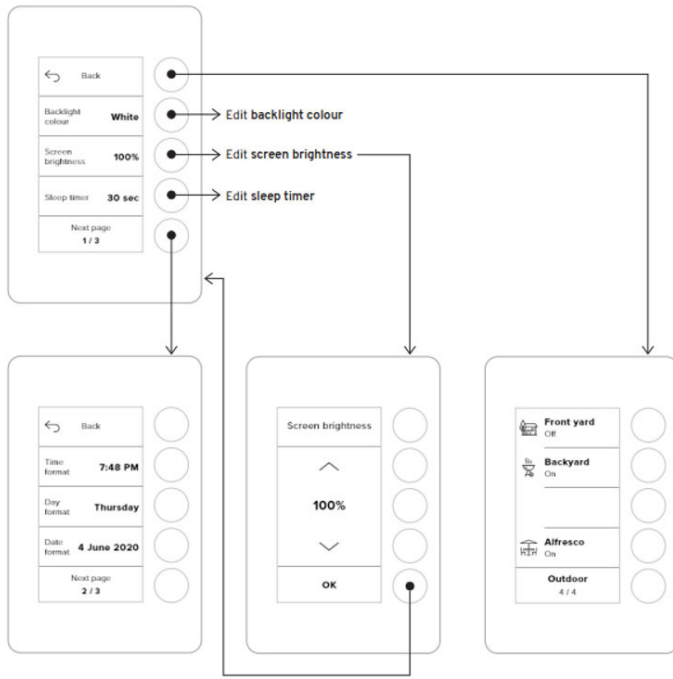 Back
Backlight
colour
White
Edit backlight colour
Screen
brightness
100%
Edit screen brightness
Sleep timer
30 sec
Edit sleep timer
Next page
1 / 3
Back
Time
format
7:48 PM
Day
format
Thursday
Date
format
4 June 2020
Next page
2 / 3
Screen brightness
100%
OK
Front yard
Off
Backyard
On
Alfresco
On
Outdoor
4 / 4